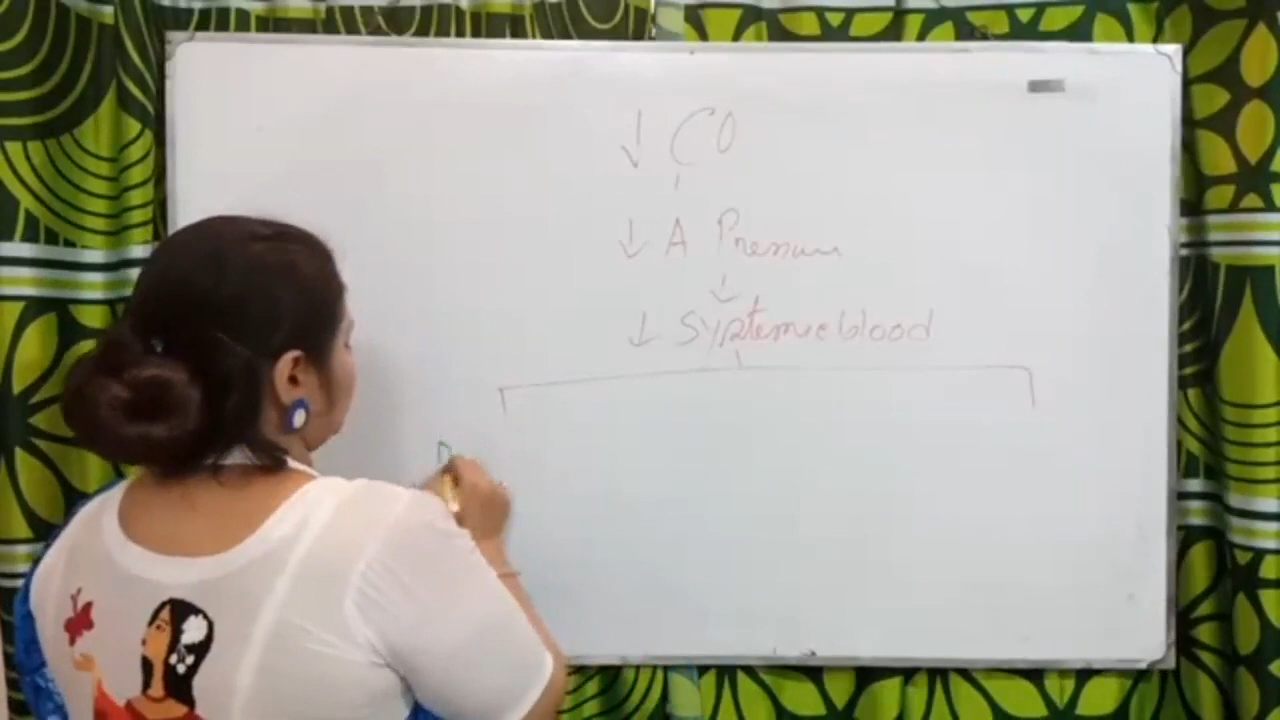 ↓ CO
↓ A Pressure
↓
↓ Systemic blood